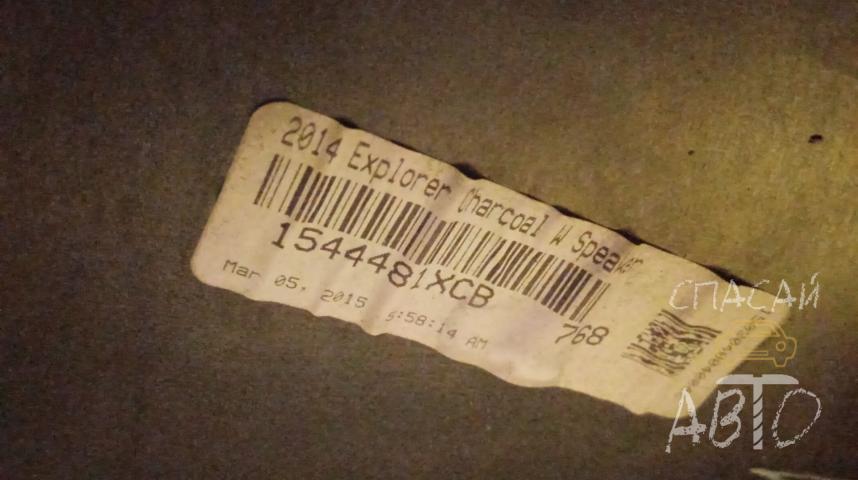 2014 Explorer Charcoal W Speaker
1544481XCB
768
Mar 05, 2015 5:58:14 AM
СПАСАЙ
АВТО